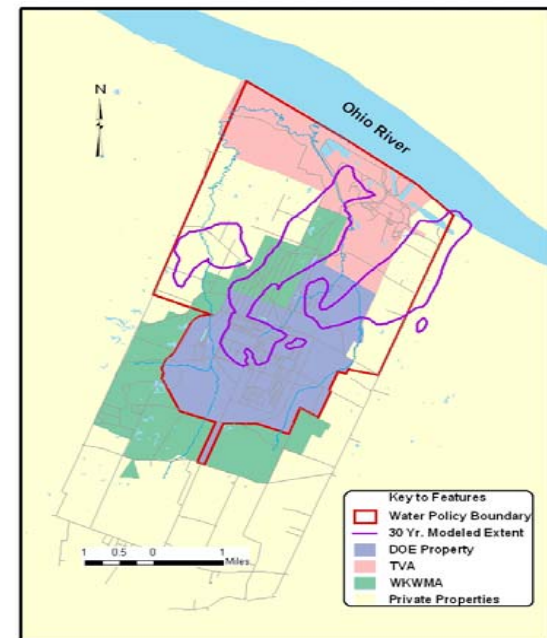 N
Ohio River
Key to Features
Water Policy Boundary
30 Yr. Modeled Extent
DOE Property
TVA
WKWMA
Private Properties
1 0.5 0 1
Miles